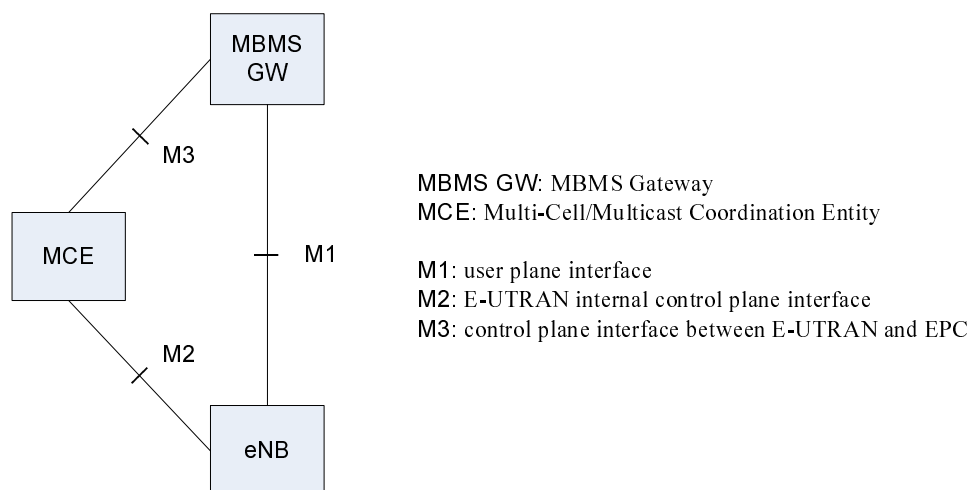 MBMS
GW
M3
MCE
M1
M2
eNB
MBMS GW: MBMS Gateway
MCE: Multi-Cell/Multicast Coordination Entity
M1: user plane interface
M2: E-UTRAN internal control plane interface
M3: control plane interface between E-UTRAN and EPC